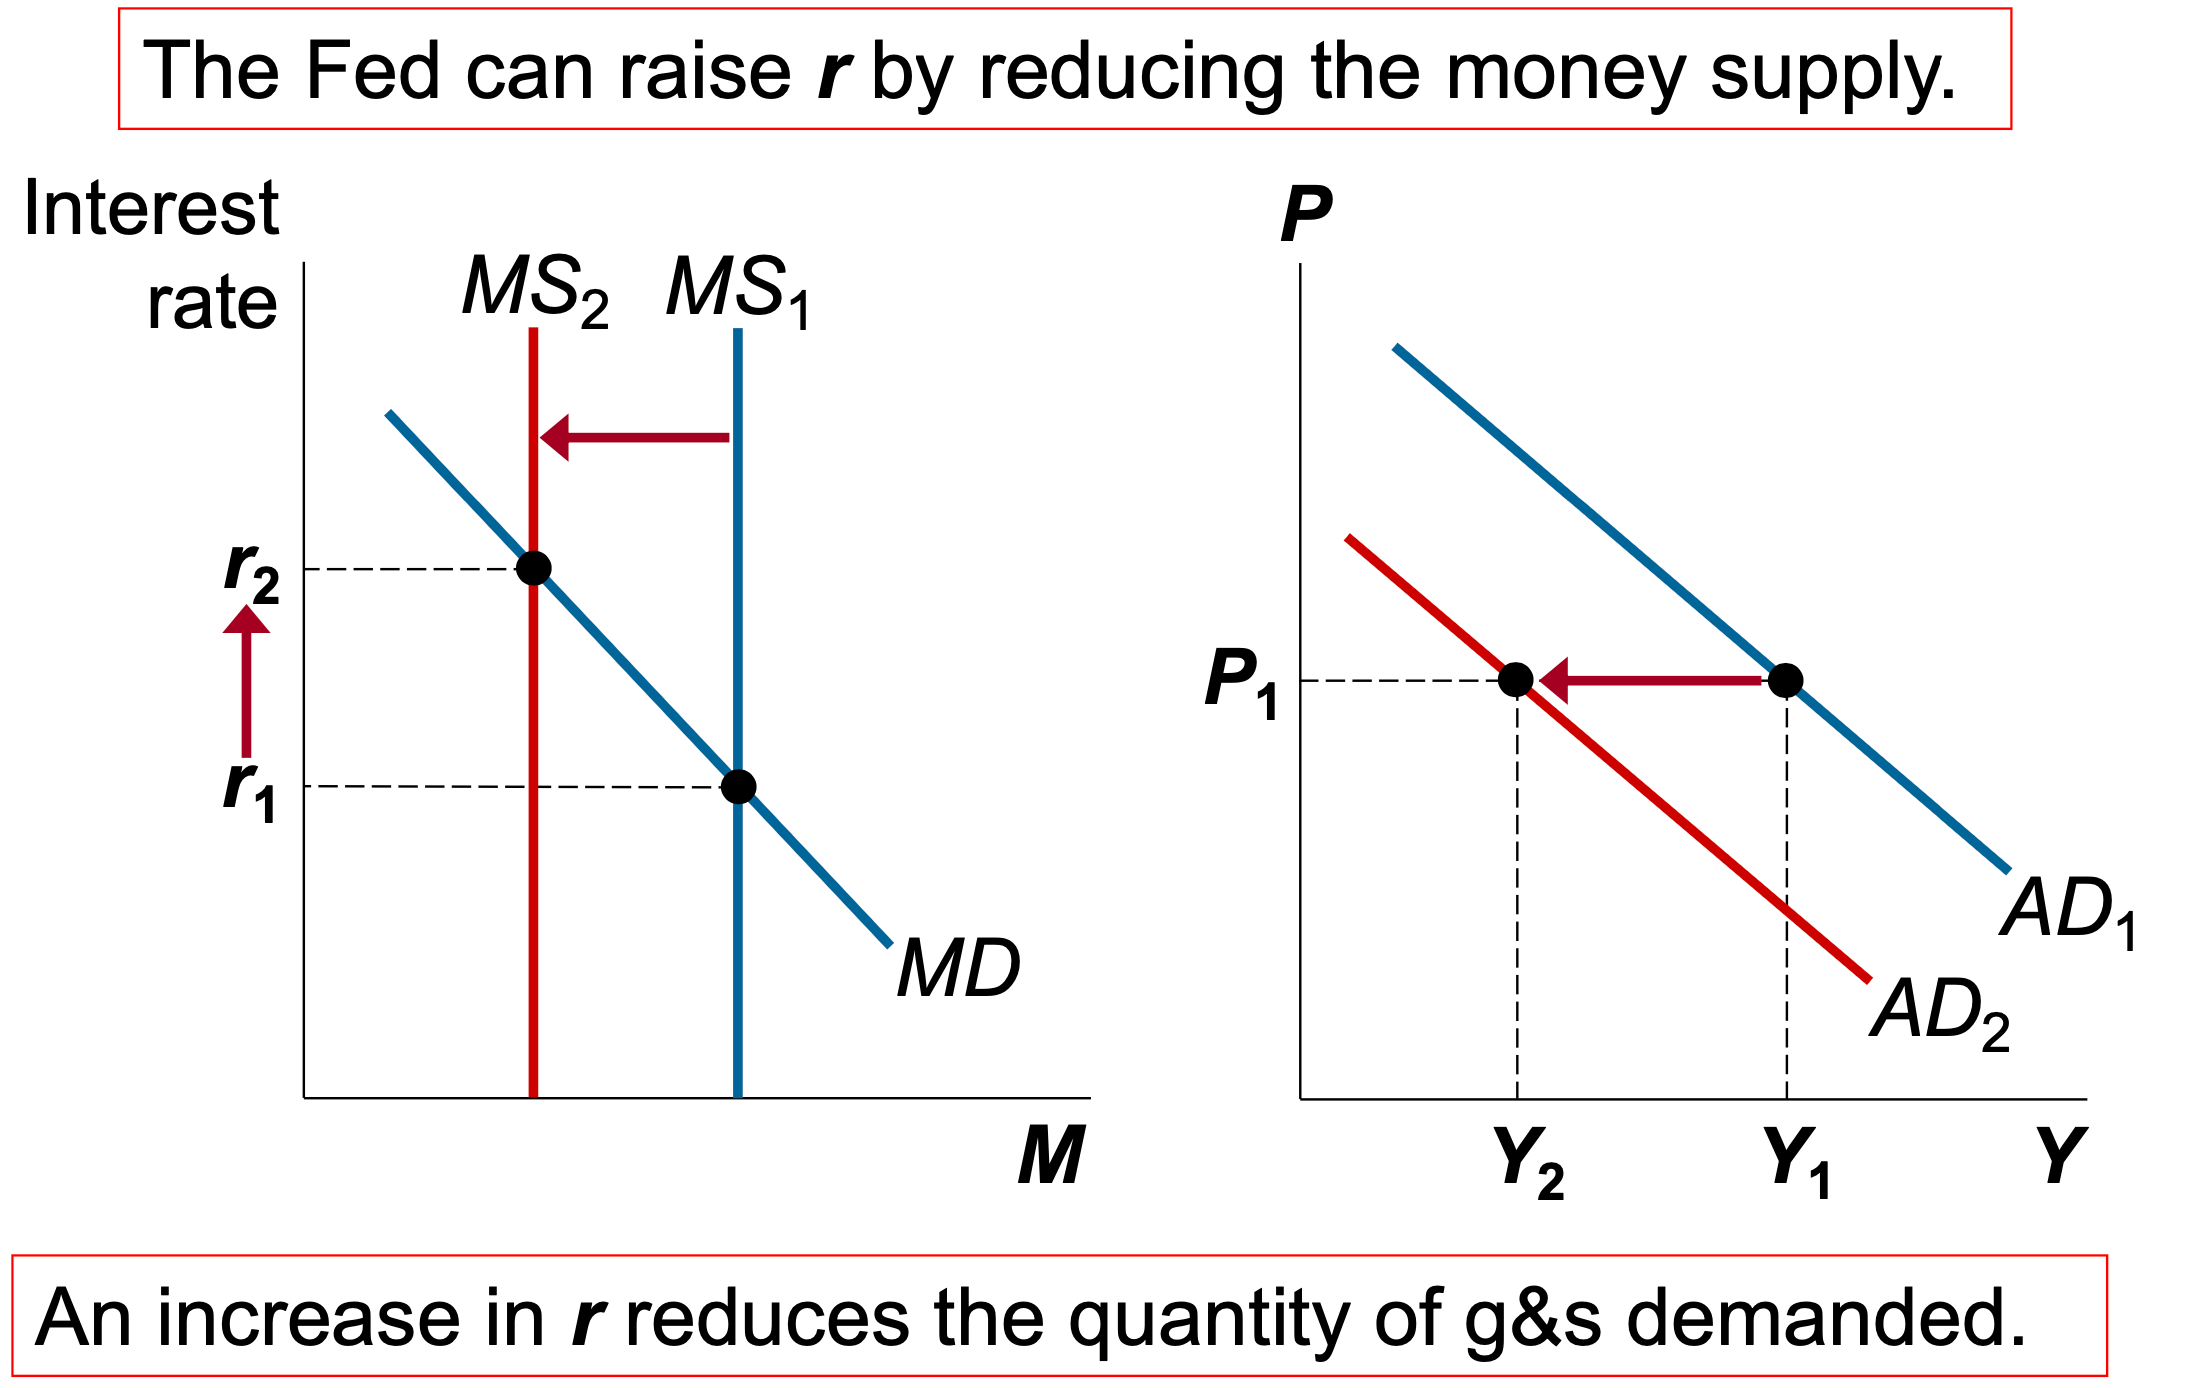 The Fed can raise r by reducing the money supply.
Interest
rate
MS₂
MS₁
r₂
r₁
MD
M
P
P₁
AD₁
AD₂
Y₂
Y₁
Y
An increase in r reduces the quantity of g&s demanded.